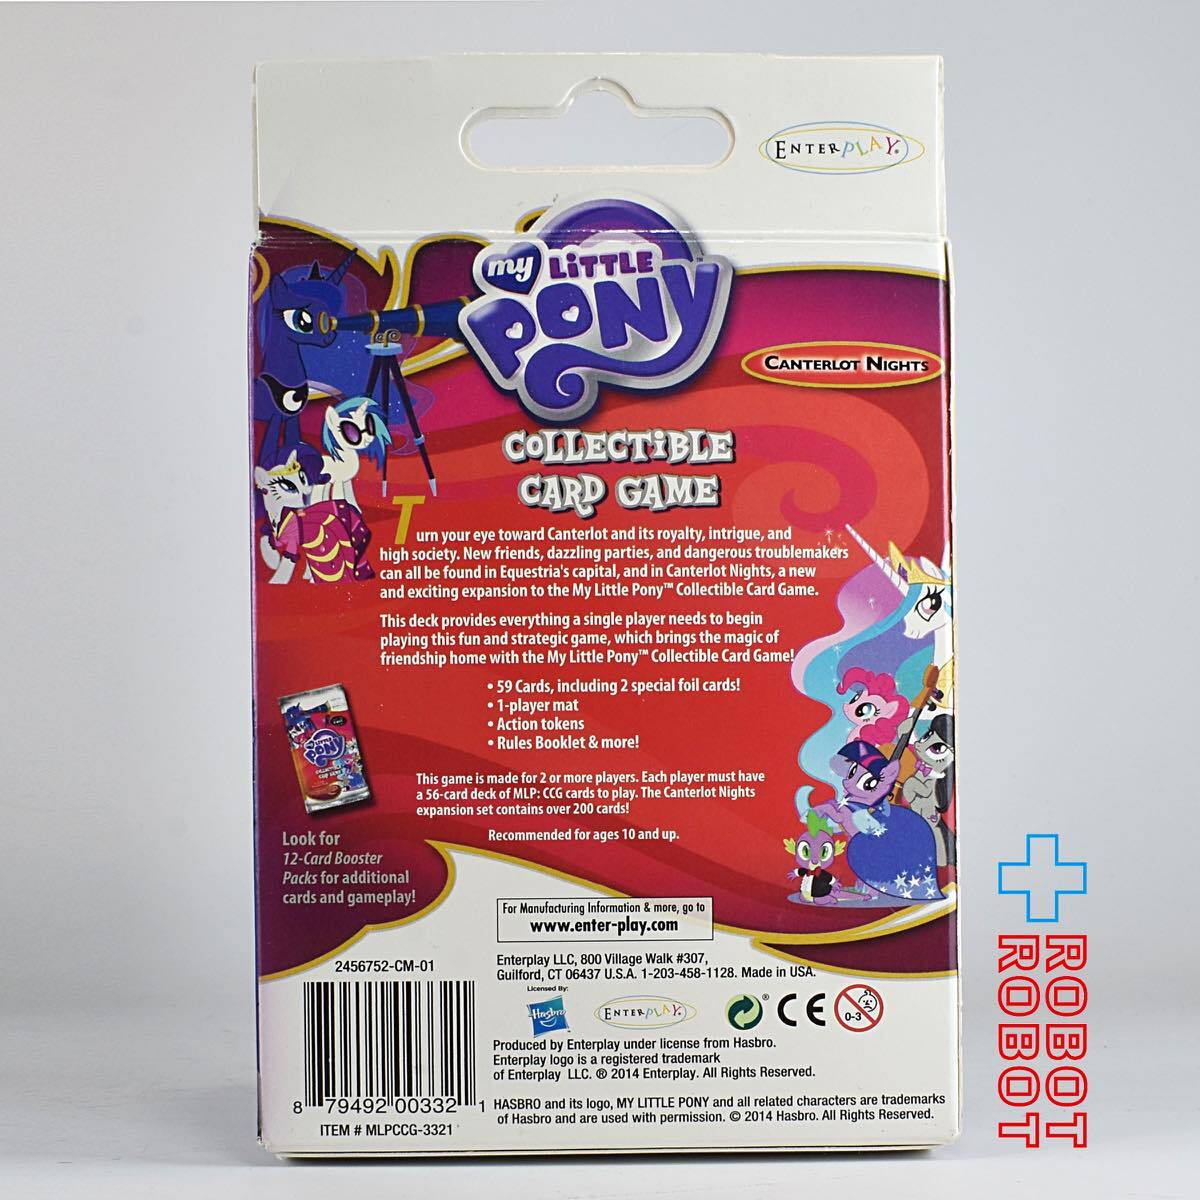 ENTERPLAY.
my LiTTLE PONY™
CANTERLOT NIGHTS
COLLECTiBLE
CARD GAME
Turn your eye toward Canterlot and its royalty, intrigue, and
high society. New friends, dazzling parties, and dangerous troublemakers
can all be found in Equestria's capital, and in Canterlot Nights, a new
and exciting expansion to the My Little Pony™ Collectible Card Game.
This deck provides everything a single player needs to begin
playing this fun and strategic game, which brings the magic of
friendship home with the My Little Pony™ Collectible Card Game!
• 59 Cards, including 2 special foil cards!
• 1-player mat
• Action tokens
• Rules Booklet & more!
This game is made for 2 or more players. Each player must have
a 56-card deck of MLP: CCG cards to play. The Canterlot Nights
expansion set contains over 200 cards!
Recommended for ages 10 and up.
my LiTTLE
PONY
Look for
12-Card Booster
Packs for additional
cards and gameplay!
For Manufacturing Information & more, go to
www.enter-play.com
Enterplay LLC, 800 Village Walk #307,
Guilford, CT 06437 U.S.A. 1-203-458-1128. Made in USA.
Licensed By:
Hasbro ENTERPLAY. ® CE 0-3
Produced by Enterplay under license from Hasbro.
Enterplay logo is a registered trademark
of Enterplay LLC. ® 2014 Enterplay. All Rights Reserved.
HASBRO and its logo, MY LITTLE PONY and all related characters are trademarks
of Hasbro and are used with permission. © 2014 Hasbro. All Rights Reserved.
2456752-CM-01
8 79492 00332 1
ITEM # MLPCCG-3321
ROBOT
ROBOT